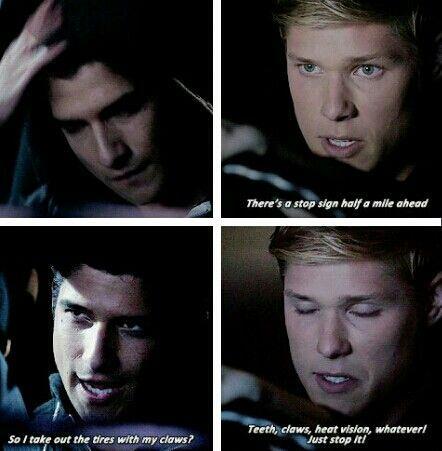 There's a stop sign half a mile ahead
So I take out the tires with my claws?
Teeth, claws, heat vision, whatever!
Just stop it!